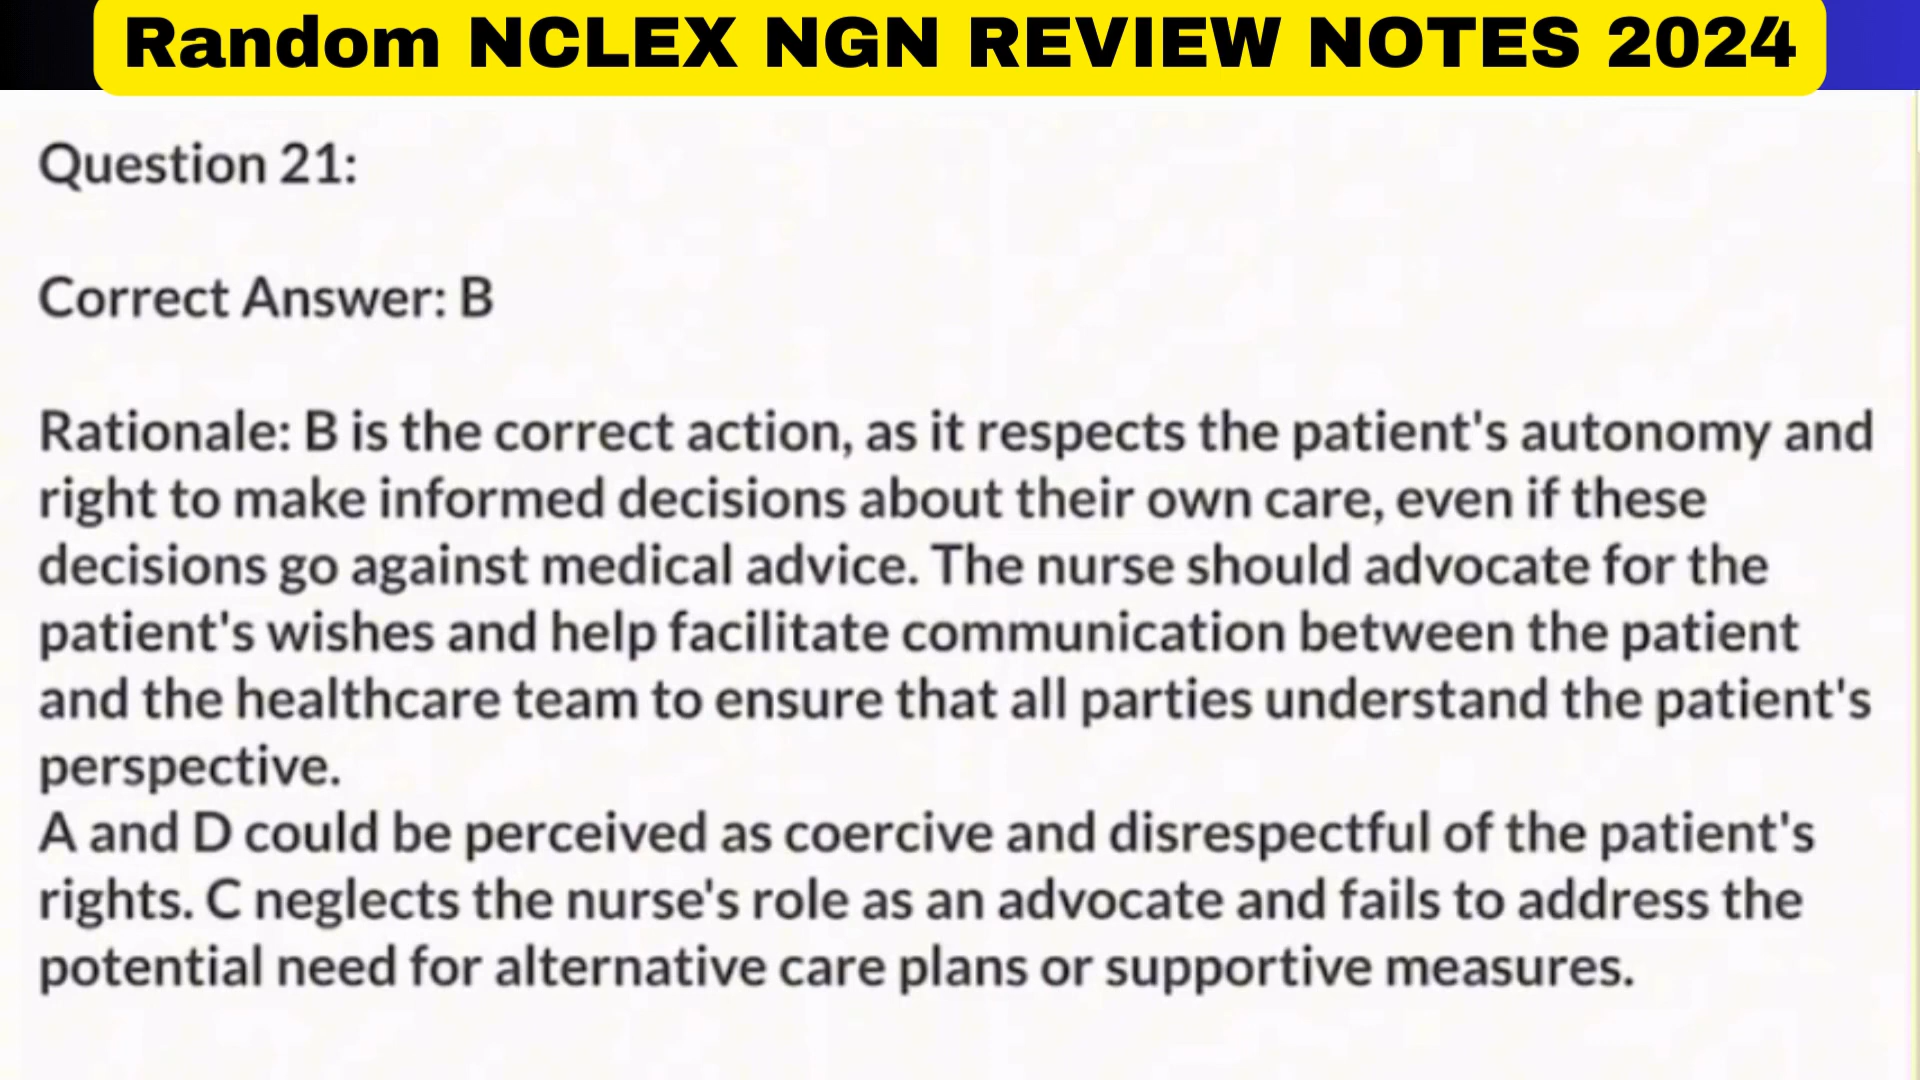 Random NCLEX NGN REVIEW NOTES 2024
Question 21:
Correct Answer: B
Rationale: B is the correct action, as it respects the patient's autonomy and
right to make informed decisions about their own care, even if these
decisions go against medical advice. The nurse should advocate for the
patient's wishes and help facilitate communication between the patient
and the healthcare team to ensure that all parties understand the patient's
perspective.
A and D could be perceived as coercive and disrespectful of the patient's
rights. C neglects the nurse's role as an advocate and fails to address the
potential need for alternative care plans or supportive measures.